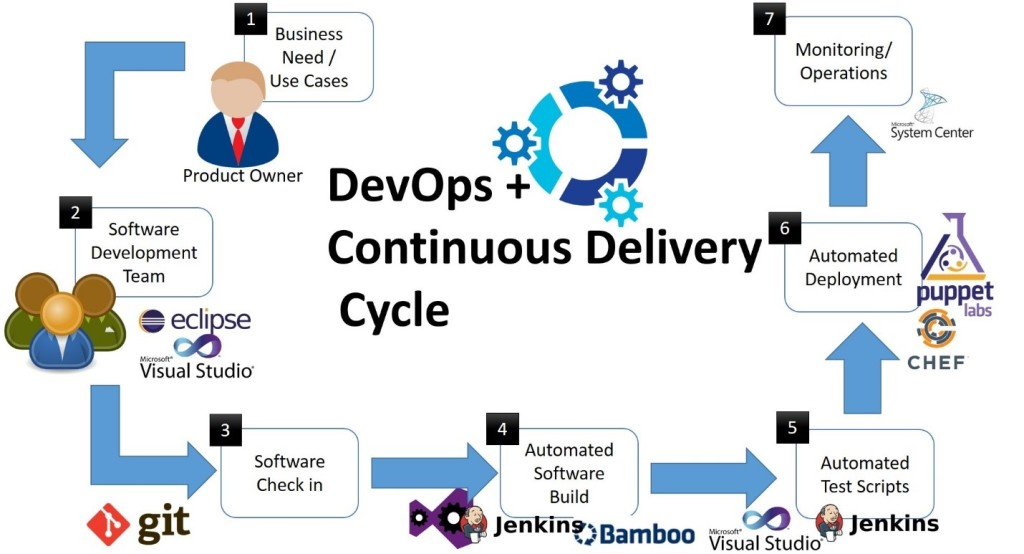 1
Business
Need /
Use Cases
Product Owner
2
Software
Development
Team
eclipse
Microsoft®
Visual Studio®
3
Software
Check in
git
4
Automated
Software
Build
Jenkins
Bamboo
5
Automated
Test Scripts
Microsoft®
Visual Studio
Jenkins
6
Automated
Deployment
puppet
labs
CHEF
7
Monitoring/
Operations
Microsoft®
System Center
DevOps +
Continuous Delivery
Cycle